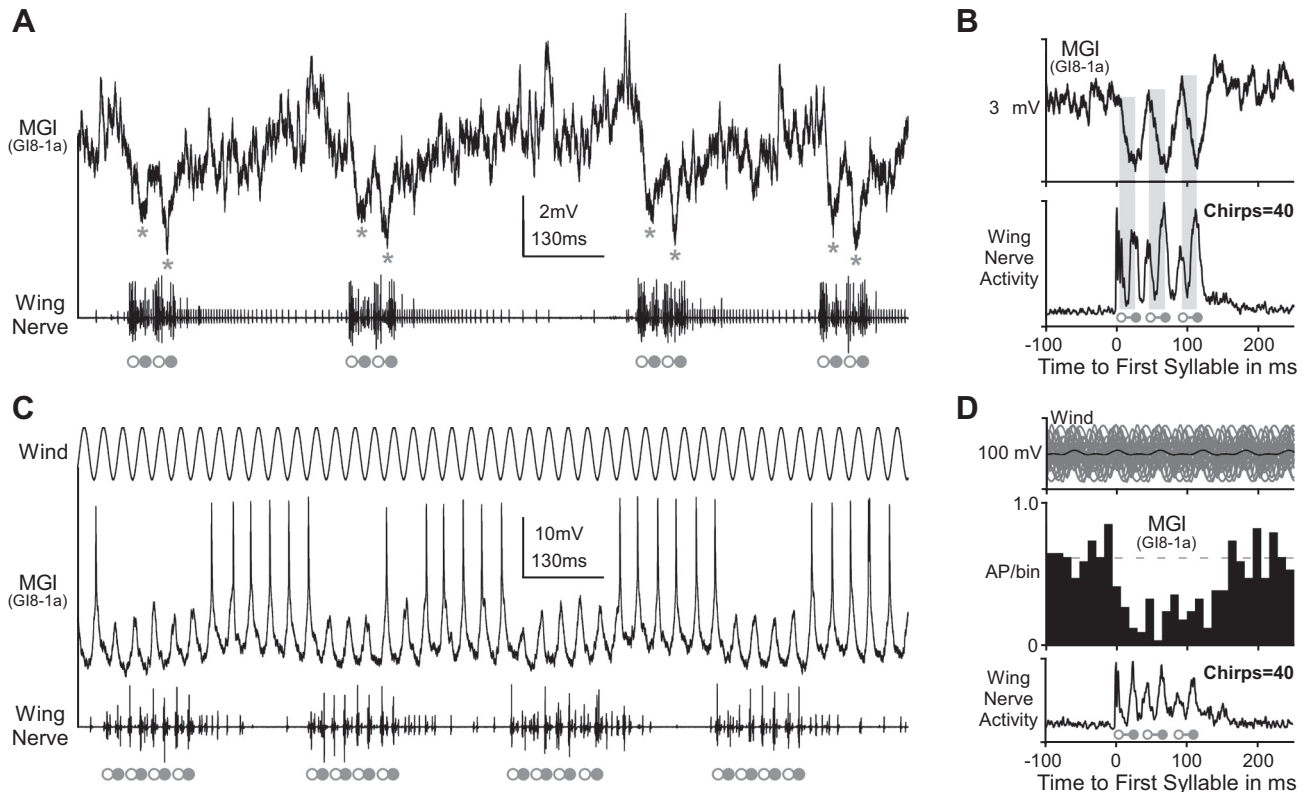 A
MGI
(GI8-1a)
* * * * * * * *
2mV
130ms
Wing
Nerve
B
MGI
(GI8-1a)
3 mV
Chirps=40
Wing
Nerve
Activity
-100 0 100 200
Time to First Syllable in ms
C
Wind
MGI
(GI8-1a)
10mV
130ms
Wing
Nerve
D
Wind
100 mV
1.0
MGI
(GI8-1a)
AP/bin
0
Chirps=40
Wing
Nerve
Activity
-100 0 100 200
Time to First Syllable in ms